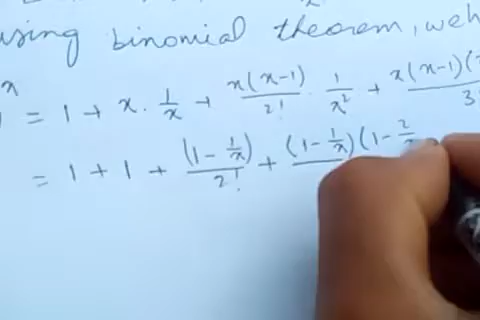 using binomial theorem, we
x
= 1 + x · 1/x + x(x-1)/2! · 1/x² + x(x-1)(/3
= 1 + 1 + (1 - 1/x)/2! + (1 - 1/x)(1 - 2/